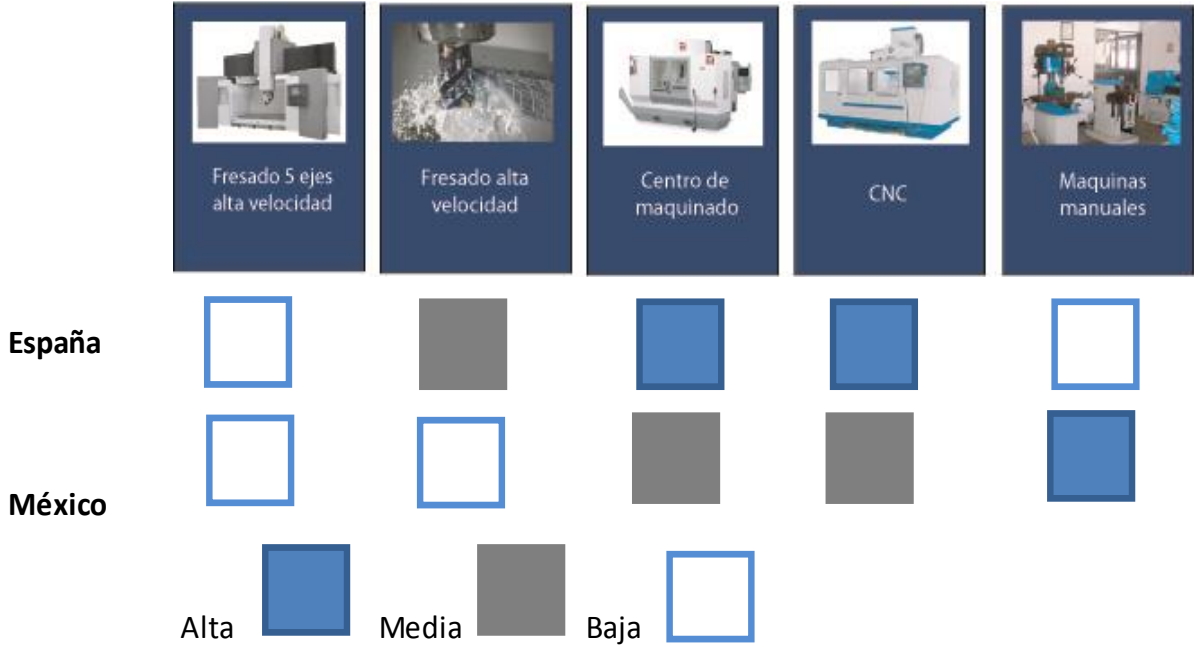 Fresado 5 ejes
alta velocidad
Fresado alta
velocidad
Centro de
maquinado
CNC
Maquinas
manuales
España
México
Alta
Media
Baja